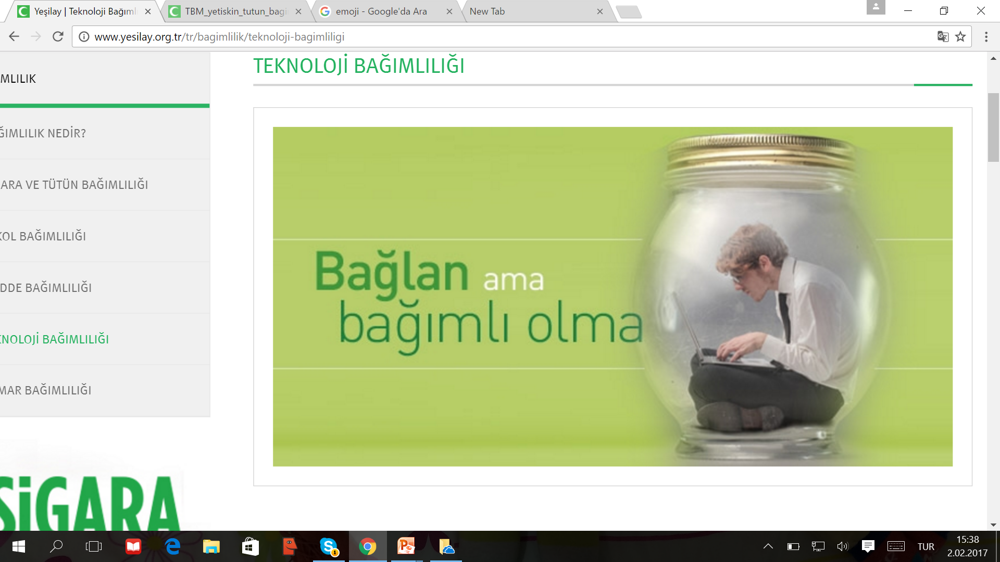 Yeşilay | Teknoloji Bağıml
TBM_yetiskin_tutun_bagi
emoji - Google'da Ara
New Tab
www.yesilay.org.tr/tr/bagimlilik/teknoloji-bagimliligi
TEKNOLOJİ BAĞIMLILIĞI
MLILIK
ĞIMLILIK NEDİR?
ARA VE TÜTÜN BAĞIMLILIĞI
KOL BAĞIMLILIĞI
DDE BAĞIMLILIĞI
KNOLOJİ BAĞIMLILIĞI
MAR BAĞIMLILIĞI
Bağlan ama
bağımlı olma
SİGARA
1
TUR
15:38
2.02.2017